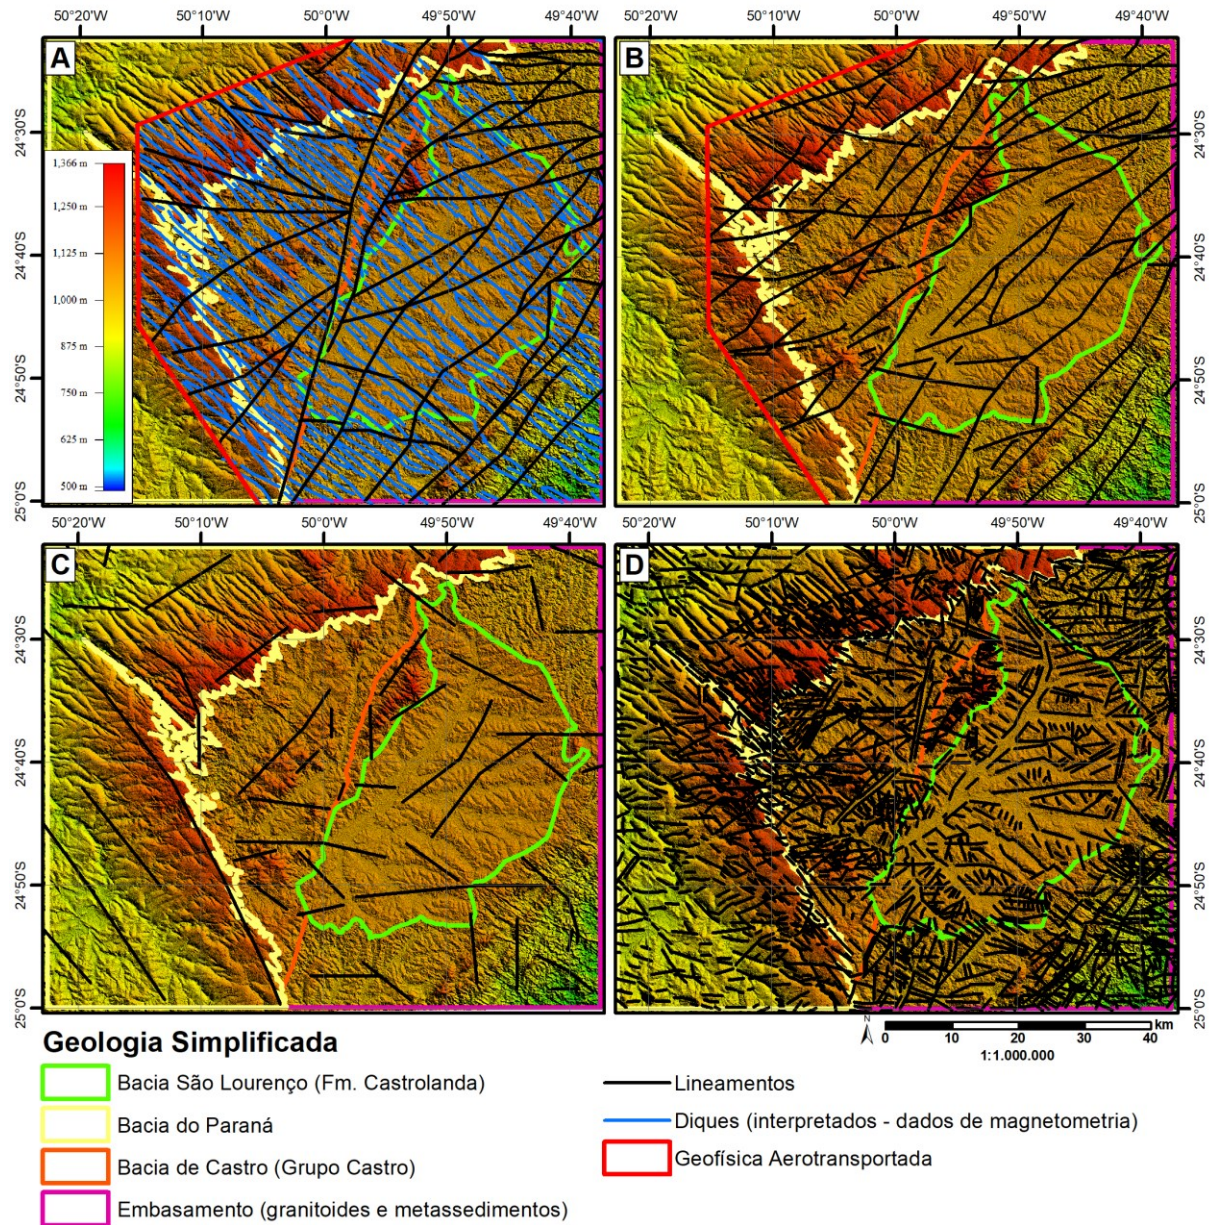 50°20'W 50°10'W 50°0'W 49°50'W 49°40'W
50°20'W 50°10'W 50°0'W 49°50'W 49°40'W
A
B
24°30'S
24°30'S
1,366 m
1,250 m
1,125 m
1,000 m
875 m
750 m
625 m
500 m
24°40'S
24°40'S
24°50'S
24°50'S
25°0'S
25°0'S
50°20'W 50°10'W 50°0'W 49°50'W 49°40'W
50°20'W 50°10'W 50°0'W 49°50'W 49°40'W
C
D
24°30'S
24°30'S
24°40'S
24°40'S
24°50'S
24°50'S
25°0'S
25°0'S
N
km
0 10 20 30 40
1:1.000.000
Geologia Simplificada
Bacia São Lourenço (Fm. Castrolanda)
Bacia do Paraná
Bacia de Castro (Grupo Castro)
Embasamento (granitoides e metassedimentos)
Lineamentos
Diques (interpretados - dados de magnetometria)
Geofísica Aerotransportada